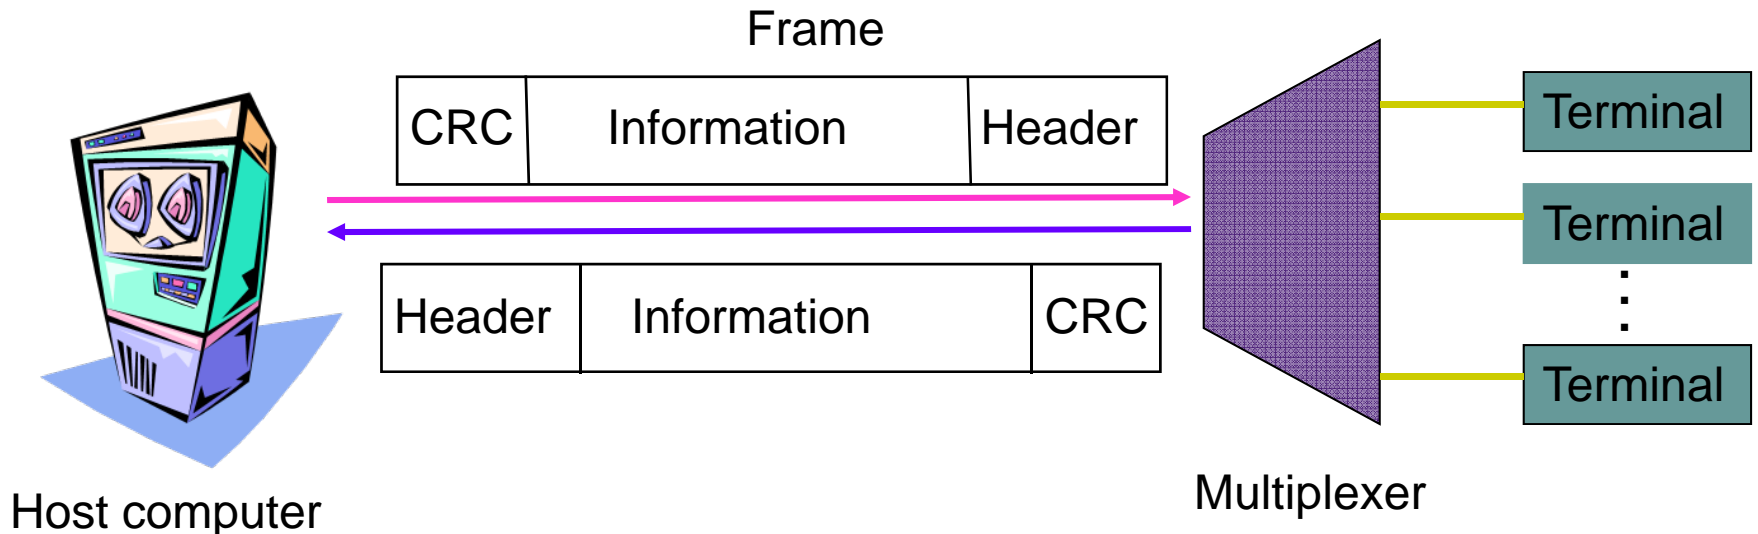 Frame
CRC Information Header
Terminal
Terminal
Header Information CRC
Terminal
Host computer
Multiplexer